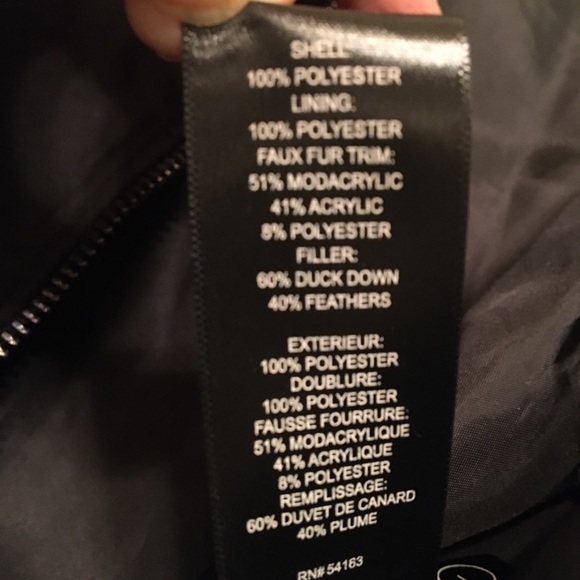 SHELL:
100% POLYESTER
LINING:
100% POLYESTER
FAUX FUR TRIM:
51% MODACRYLIC
41% ACRYLIC
8% POLYESTER
FILLER:
60% DUCK DOWN
40% FEATHERS
EXTERIEUR:
100% POLYESTER
DOUBLURE:
100% POLYESTER
FAUSSE FOURRURE:
51% MODACRYLIQUE
41% ACRYLIQUE
8% POLYESTER
REMPLISSAGE:
60% DUVET DE CANARD
40% PLUME
RN# 54163